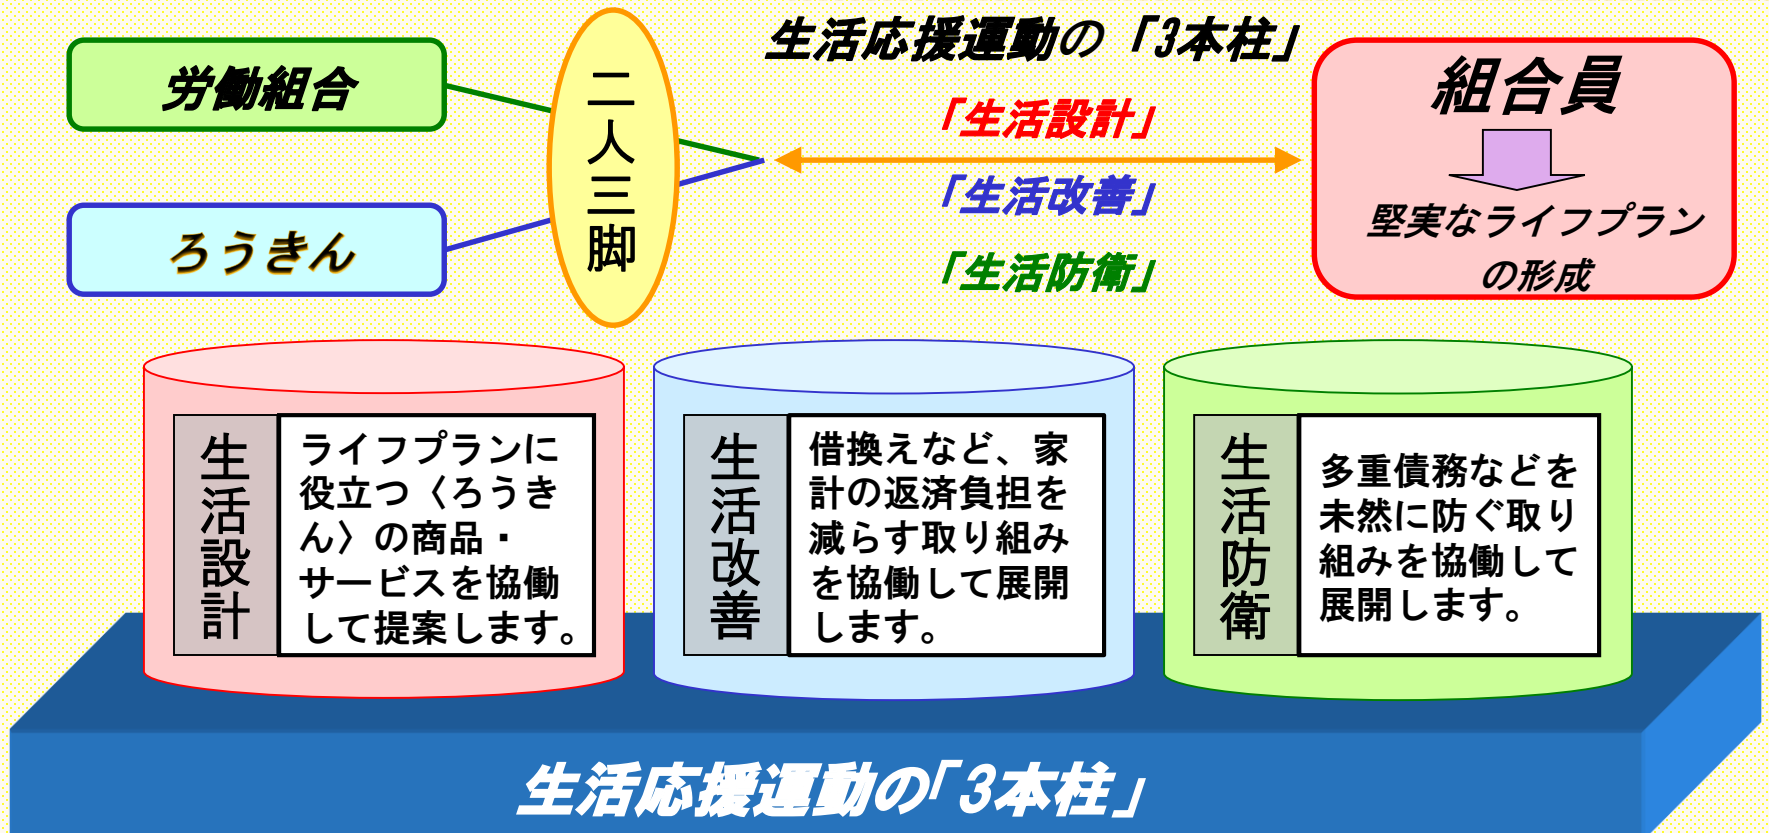 労働組合
ろうきん
二人三脚
生活応援運動の「3本柱」
「生活設計」
「生活改善」
「生活防衛」
組合員
堅実なライフプラン
の形成
生活設計
ライフプランに
役立つ〈ろうき
ん〉の商品・
サービスを協働
して提案します。
生活改善
借換えなど、家
計の返済負担を
減らす取り組み
を協働して展開
します。
生活防衛
多重債務などを
未然に防ぐ取り
組みを協働して
展開します。
生活応援運動の「3本柱」